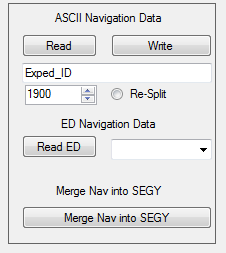 ASCII Navigation Data
Read Write
Exped_ID
1900 Re-Split
ED Navigation Data
Read ED
Merge Nav into SEGY
Merge Nav into SEGY